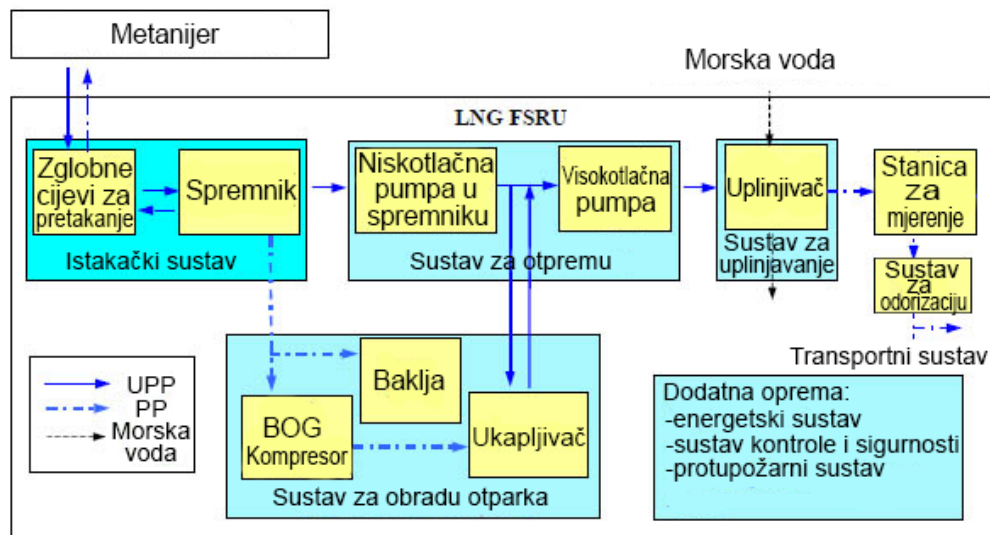 Metanijer
Morska voda
LNG FSRU
Zglobne
cijevi za
pretakanje
Spremnik
Istakački sustav
Niskotlačna
pumpa u
spremniku
Visokotlačna
pumpa
Sustav za otpremu
Uplinjivač
Sustav za
uplinjavanje
Stanica
za
mjerenje
Sustav
za
odorizaciju
Transportni sustav
UPP
PP
Morska
voda
Baklja
BOG
Kompresor
Ukapljivač
Sustav za obradu otparka
Dodatna oprema:
-energetski sustav
-sustav kontrole i sigurnosti
-protupožarni sustav